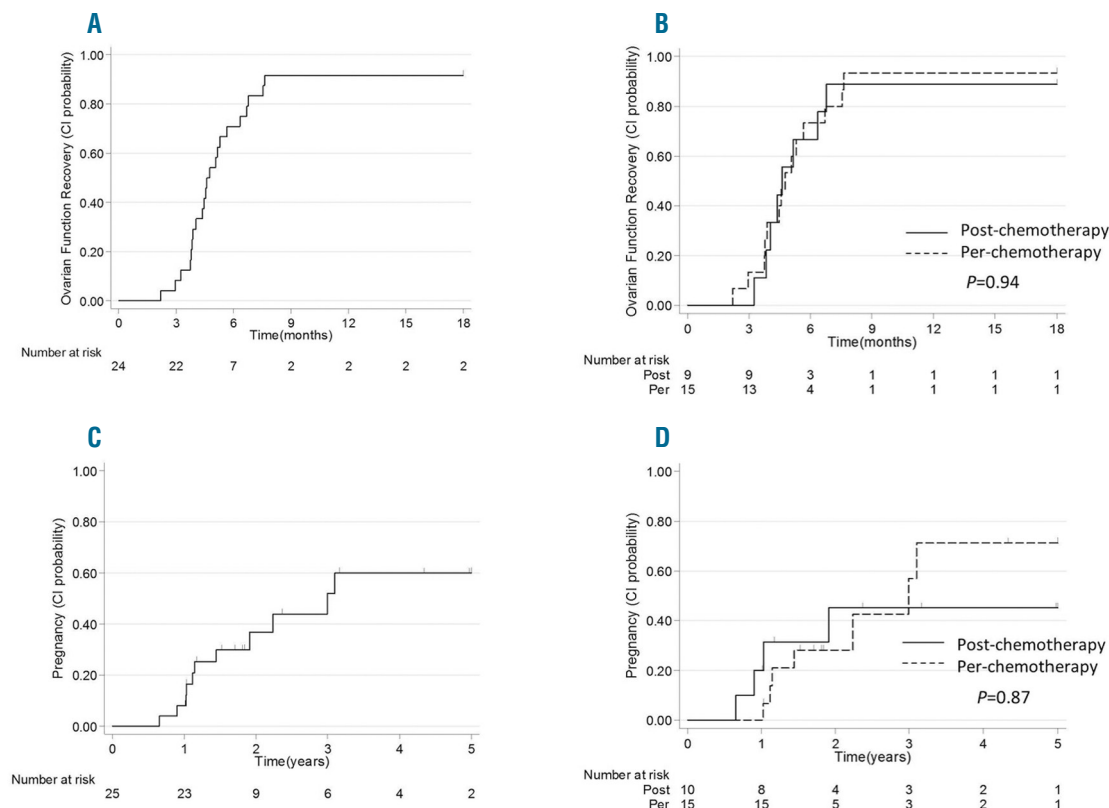 A
Ovarian Function Recovery (CI probability)
1.00
0.80
0.60
0.40
0.20
0.00
0 3 6 9 12 15 18
Time(months)
Number at risk
24 22 7 2 2 2 2
B
Ovarian Function Recovery (CI probability)
1.00
0.80
0.60
0.40
0.20
0.00
Post-chemotherapy
Per-chemotherapy
P=0.94
0 3 6 9 12 15 18
Time(months)
Number at risk
Post 9 9 3 1 1 1 1
Per 15 13 4 1 1 1 1
C
Pregnancy (CI probability)
1.00
0.80
0.60
0.40
0.20
0.00
0 1 2 3 4 5
Time(years)
Number at risk
25 23 9 6 4 2
D
Pregnancy (CI probability)
1.00
0.80
0.60
0.40
0.20
0.00
Post-chemotherapy
Per-chemotherapy
P=0.87
0 1 2 3 4 5
Time(years)
Number at risk
Post 10 8 4 3 2 1
Per 15 15 5 3 2 1